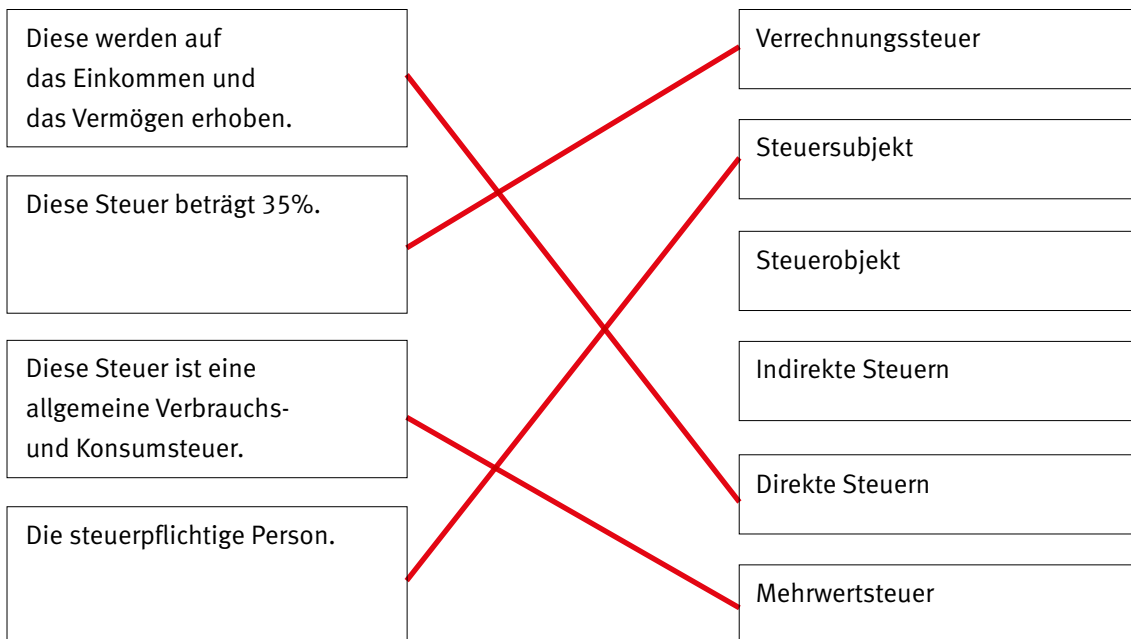 Diese werden auf
das Einkommen und
das Vermögen erhoben.
Diese Steuer beträgt 35%.
Diese Steuer ist eine
allgemeine Verbrauchs-
und Konsumsteuer.
Die steuerpflichtige Person.
Verrechnungssteuer
Steuersubjekt
Steuerobjekt
Indirekte Steuern
Direkte Steuern
Mehrwertsteuer